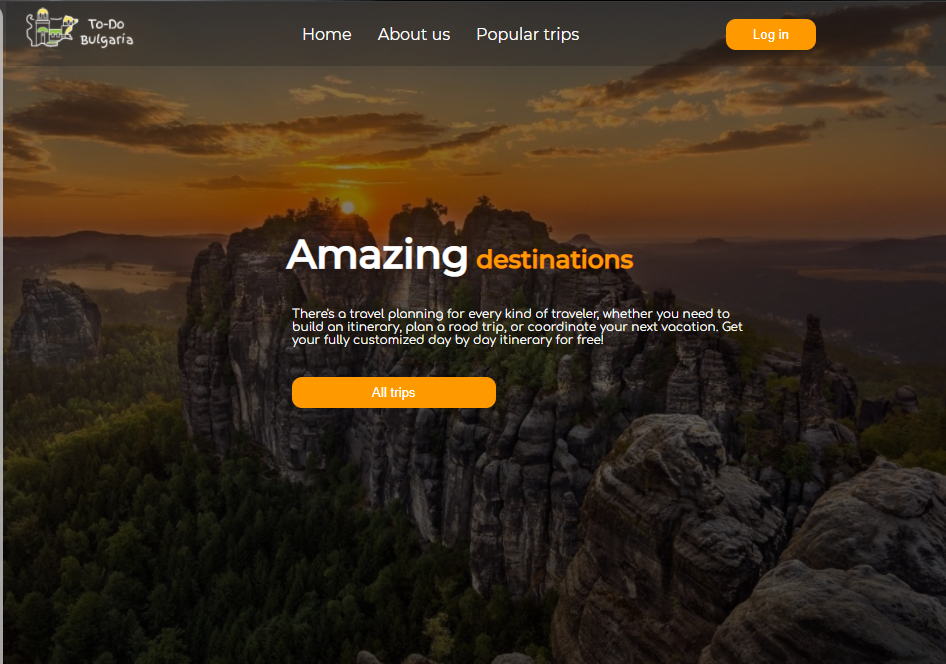 To-Do
Bulgaria
Home About us Popular trips Log in
Amazing destinations
There's a travel planning for every kind of traveler, whether you need to
build an itinerary, plan a road trip, or coordinate your next vacation. Get
your fully customized day by day itinerary for free!
All trips